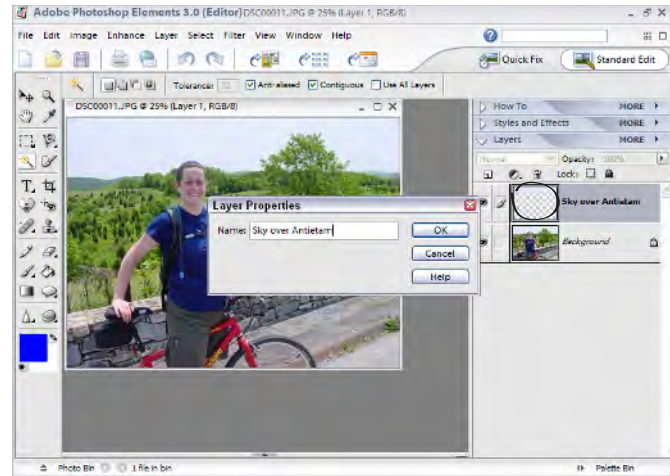 Adobe Photoshop Elements 3.0 (Editor) DSC00011.JPG @ 25% (Layer 1, RGB/8)
File Edit Image Enhance Layer Select Filter View Window Help
Quick Fix
Standard Edit
Tolerance: 32 Anti-aliased Contiguous Use All Layers
DSC00011.JPG @ 25% (Layer 1, RGB/8)
How To MORE
Styles and Effects MORE
Layers MORE
Normal Opacity: 100%
Lock:
Sky over Antietam
Background
Layer Properties
Name: Sky over Antietam
OK
Cancel
Help
Photo Bin 1 file in bin
Palette Bin